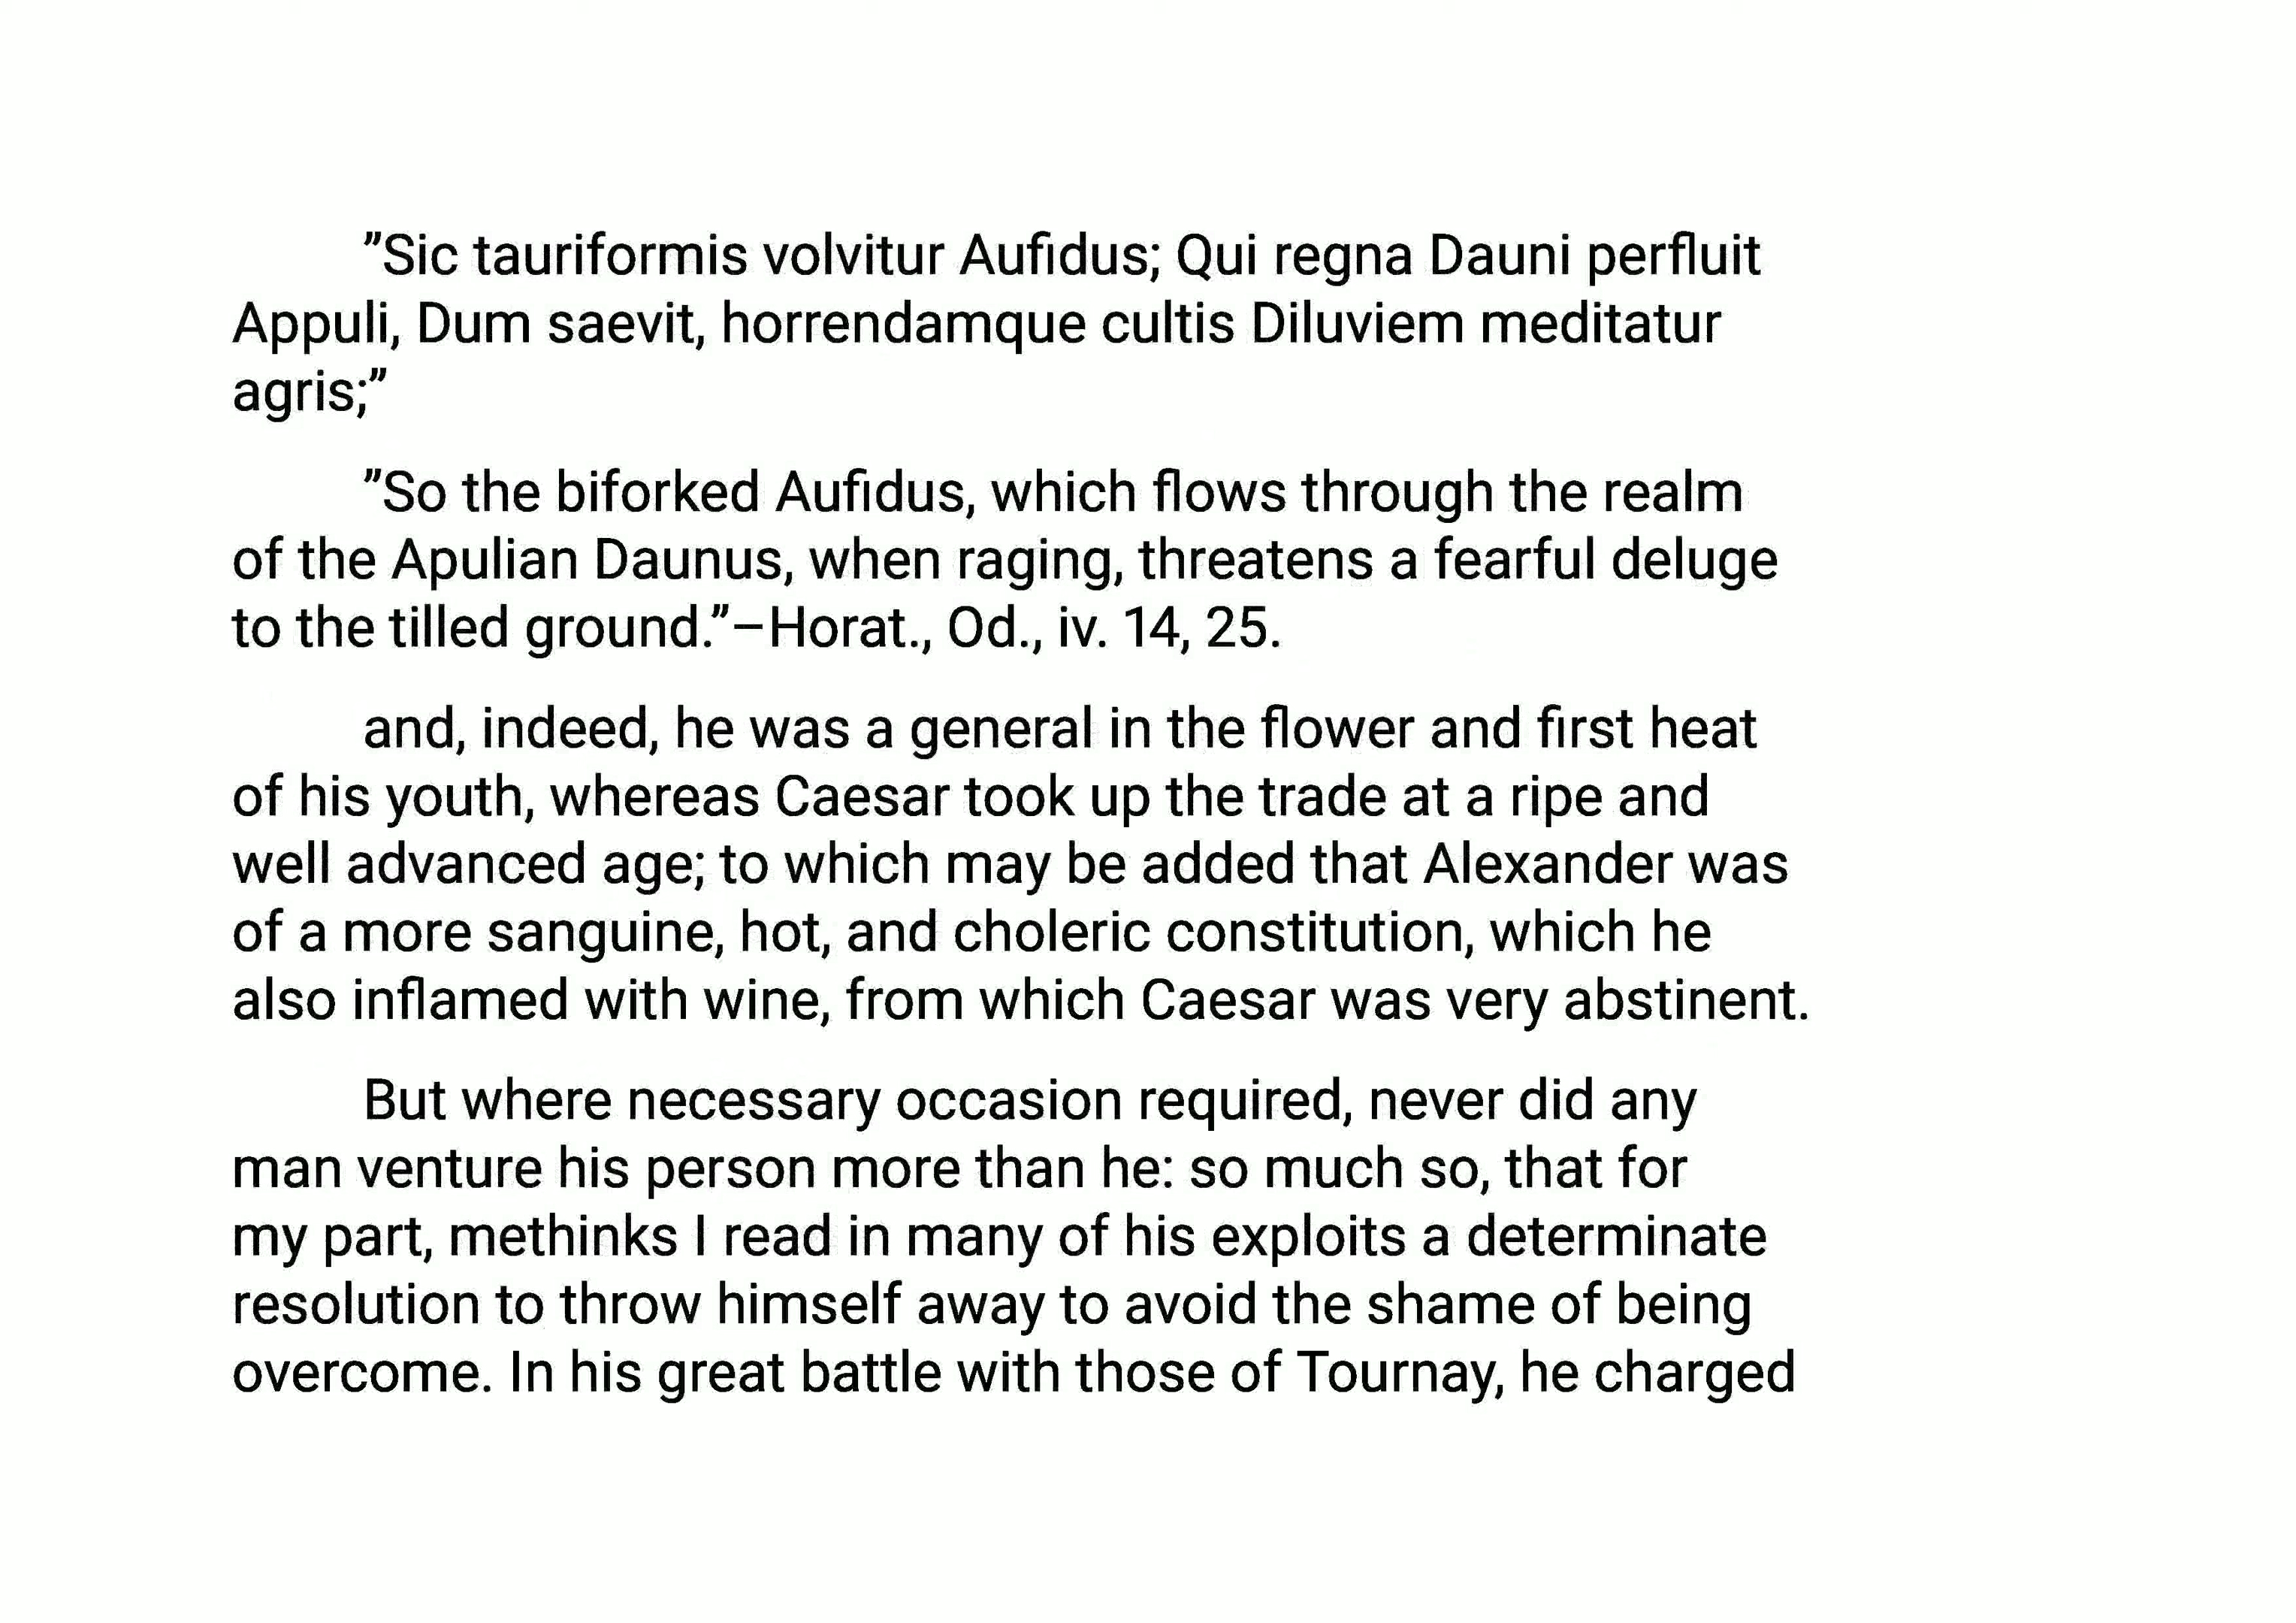 ”Sic tauriformis volvitur Aufidus; Qui regna Dauni perfluit
Appuli, Dum saevit, horrendamque cultis Diluviem meditatur
agris;”
”So the biforked Aufidus, which flows through the realm
of the Apulian Daunus, when raging, threatens a fearful deluge
to the tilled ground.”–Horat., Od., iv. 14, 25.
and, indeed, he was a general in the flower and first heat
of his youth, whereas Caesar took up the trade at a ripe and
well advanced age; to which may be added that Alexander was
of a more sanguine, hot, and choleric constitution, which he
also inflamed with wine, from which Caesar was very abstinent.
But where necessary occasion required, never did any
man venture his person more than he: so much so, that for
my part, methinks I read in many of his exploits a determinate
resolution to throw himself away to avoid the shame of being
overcome. In his great battle with those of Tournay, he charged